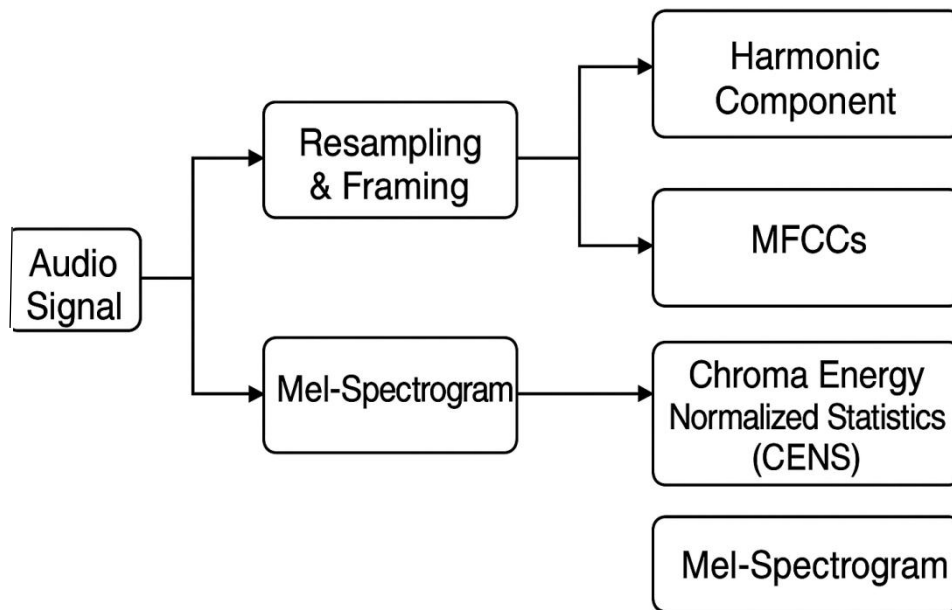 Audio
Signal
Resampling
& Framing
Mel-Spectrogram
Harmonic
Component
MFCCs
Chroma Energy
Normalized Statistics
(CENS)
Mel-Spectrogram